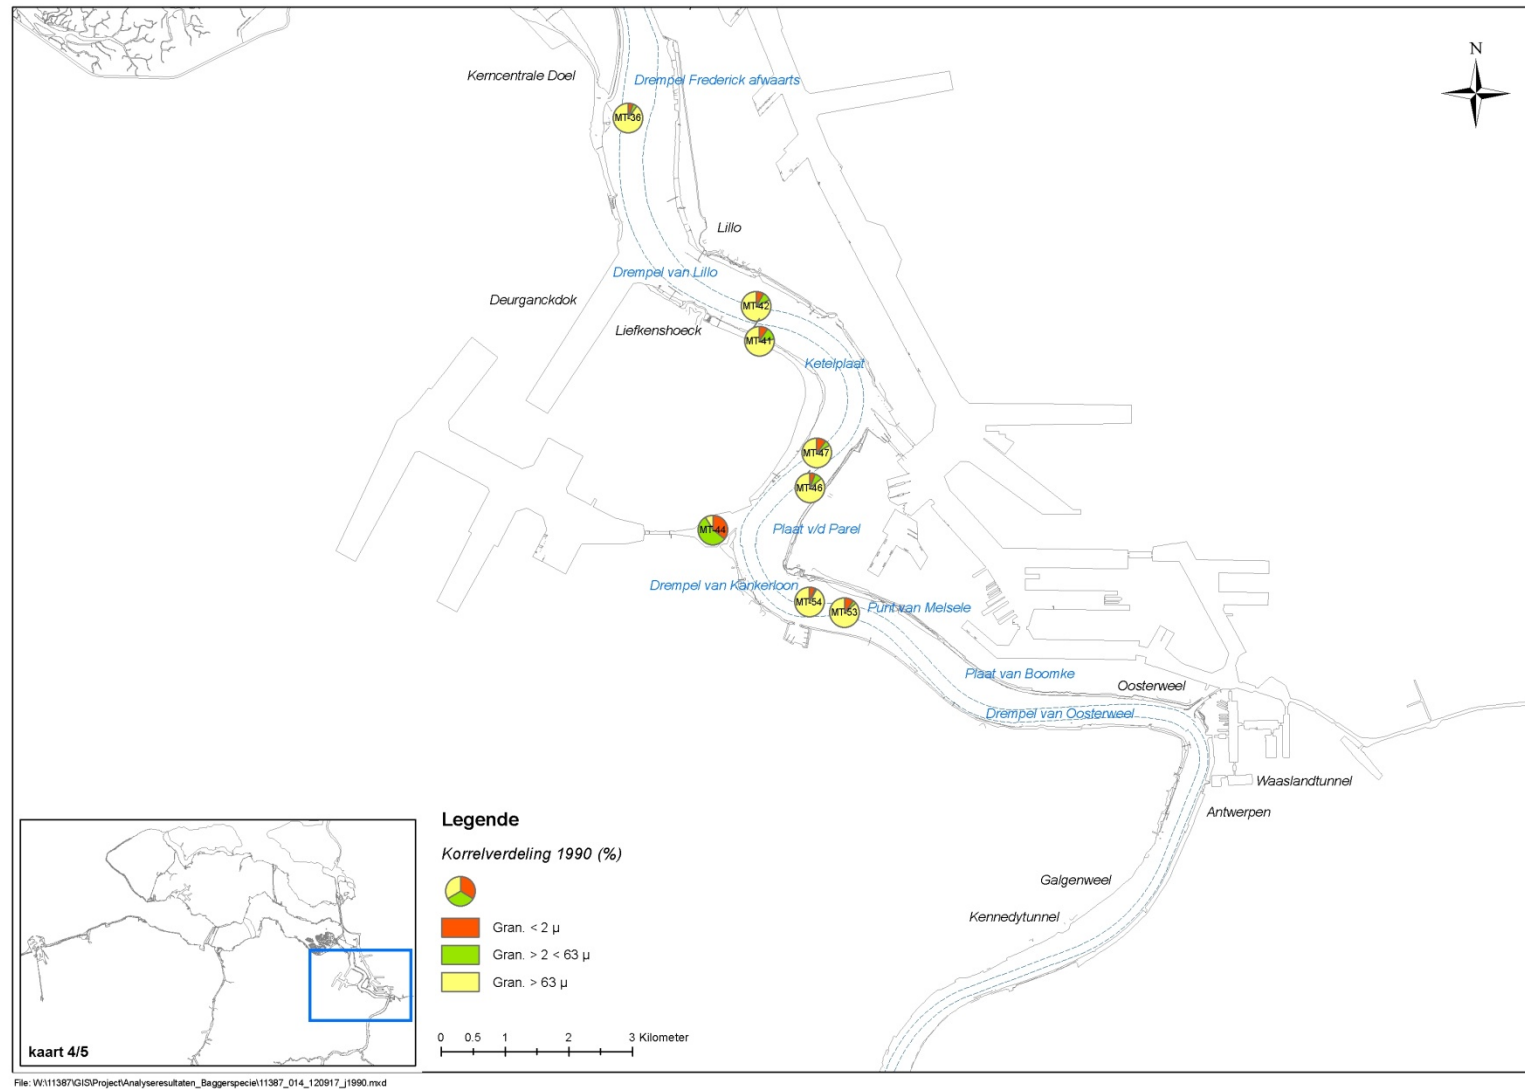 N
Kerncentrale Doel
Drempel Frederick afwaarts
MT-36
Lillo
Drempel van Lillo
Deurganckdok
MT-42
Liefkenshoeck
MT-41
Ketelplaat
MT-47
MT-46
MT-44
Plaat v/d Parel
Drempel van Kankerloon
MT-54
MT-53
Punt van Melsele
Plaat van Boomke
Oosterweel
Drempel van Oosterweel
Waaslandtunnel
Antwerpen
Galgenweel
Kennedytunnel
Legende
Korrelverdeling 1990 (%)
Gran. < 2 µ
Gran. > 2 < 63 µ
Gran. > 63 µ
0 0.5 1 2 3 Kilometer
kaart 4/5
File: W:\11387\GIS\Project\Analyseresultaten_Baggerspecie\11387_014_120917_j1990.mxd